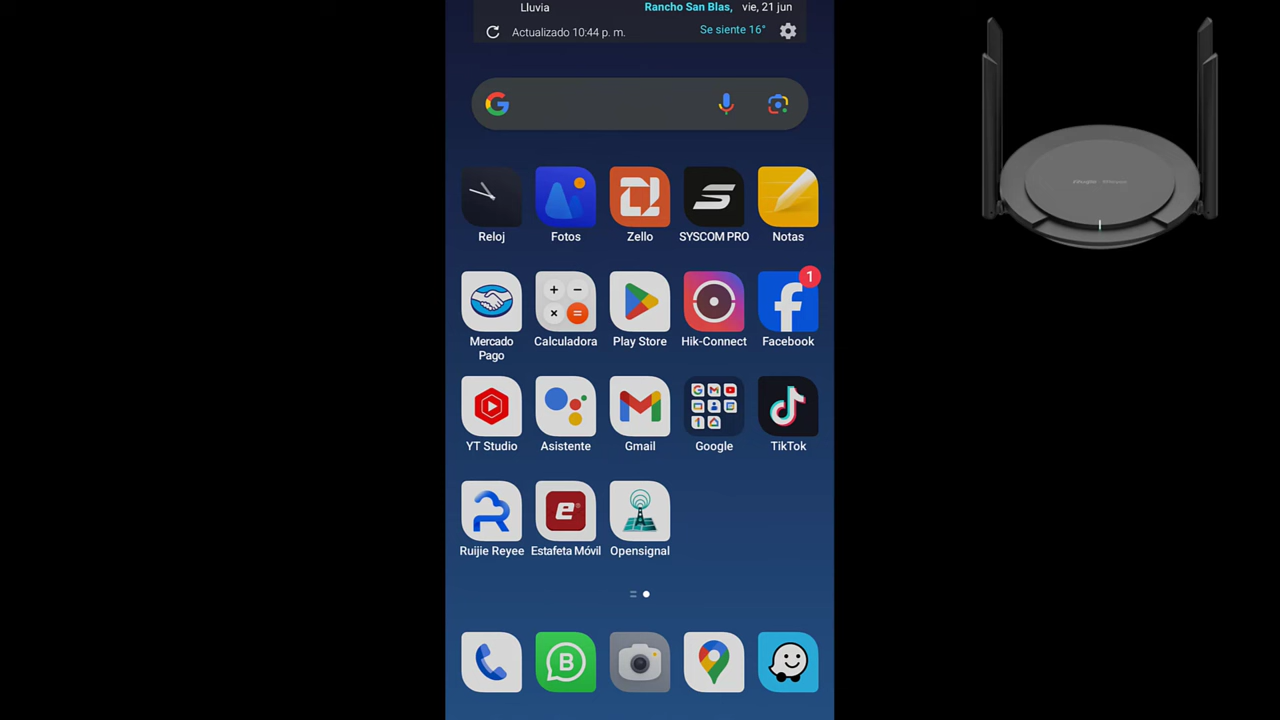 Lluvia
Rancho San Blas, vie, 21 jun
Actualizado 10:44 p. m.
Se siente 16°
Reloj
Fotos
Zello
SYSCOM PRO
Notas
1
Mercado
Pago
Calculadora
Play Store
Hik-Connect
Facebook
YT Studio
Asistente
Gmail
Google
TikTok
Ruijie Reyee
Estafeta Móvil
Opensignal